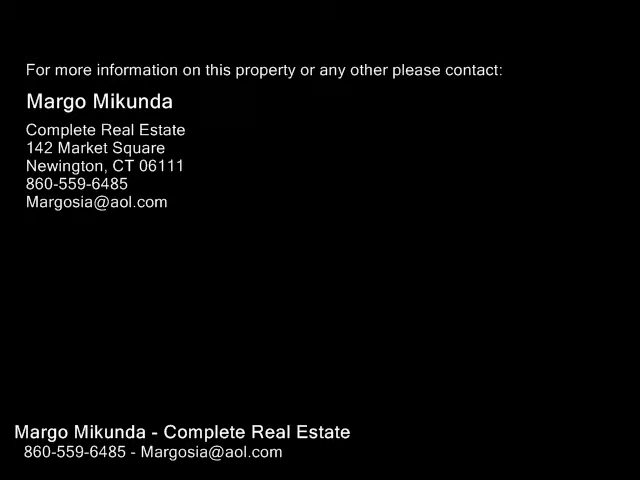 For more information on this property or any other please contact:
Margo Mikunda
Complete Real Estate
142 Market Square
Newington, CT 06111
860-559-6485
Margosia@aol.com
Margo Mikunda - Complete Real Estate
860-559-6485 - Margosia@aol.com